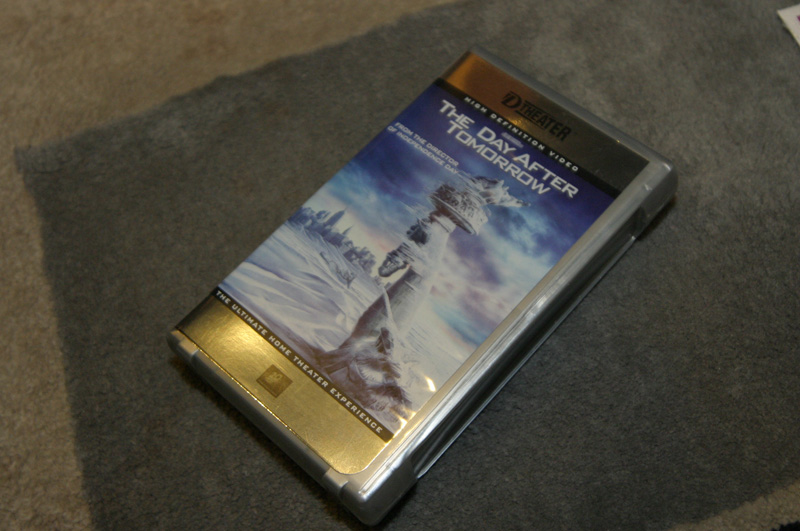 D THEATER
HIGH DEFINITION VIDEO
THE DAY AFTER
TOMORROW
FROM THE DIRECTOR
OF INDEPENDENCE DAY
THE ULTIMATE HOME THEATER EXPERIENCE